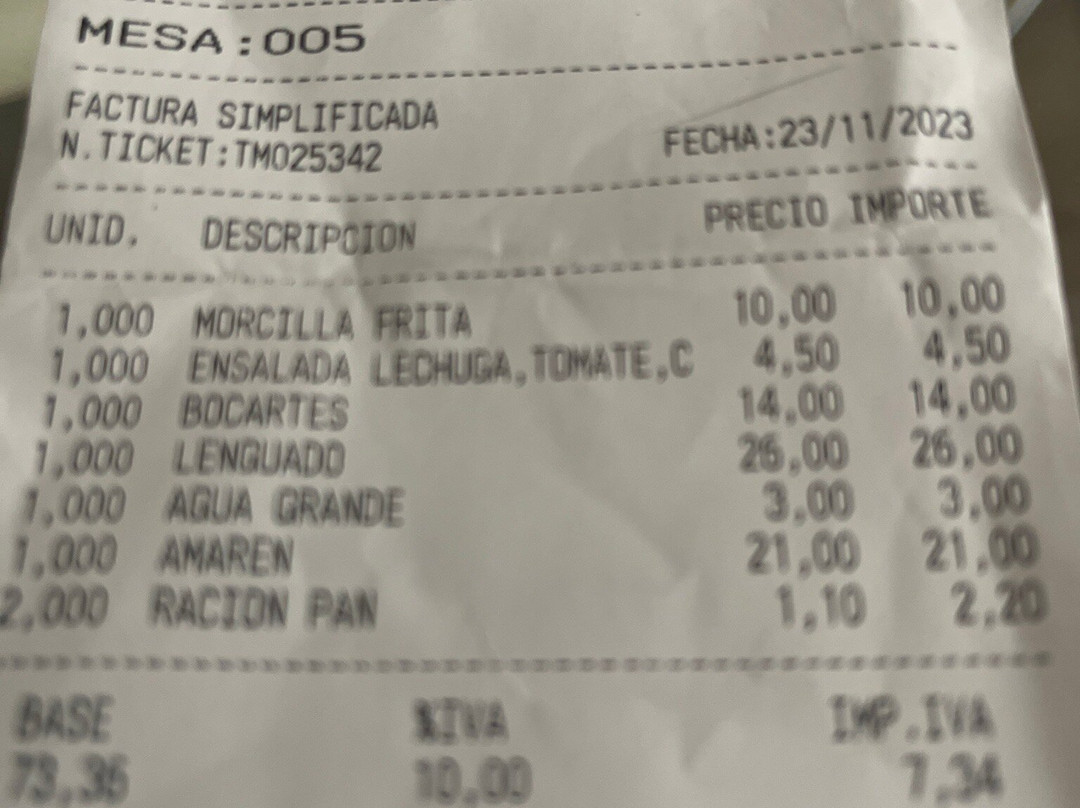 MESA:005
FACTURA SIMPLIFICADA
N.TICKET:TM025342 FECHA:23/11/2023
UNID. DESCRIPCION PRECIO IMPORTE
1,000 MORCILLA FRITA 10,00 10,00
1,000 ENSALADA LECHUGA,TOMATE,C 4,50 4,50
1,000 BOCARTES 14,00 14,00
1,000 LENGUADO 26,00 26,00
1,000 AGUA GRANDE 3,00 3,00
1,000 AMAREN 21,00 21,00
2,000 RACION PAN 1,10 2,20
BASE %IVA IMP.IVA
73,36 10,00 7,34